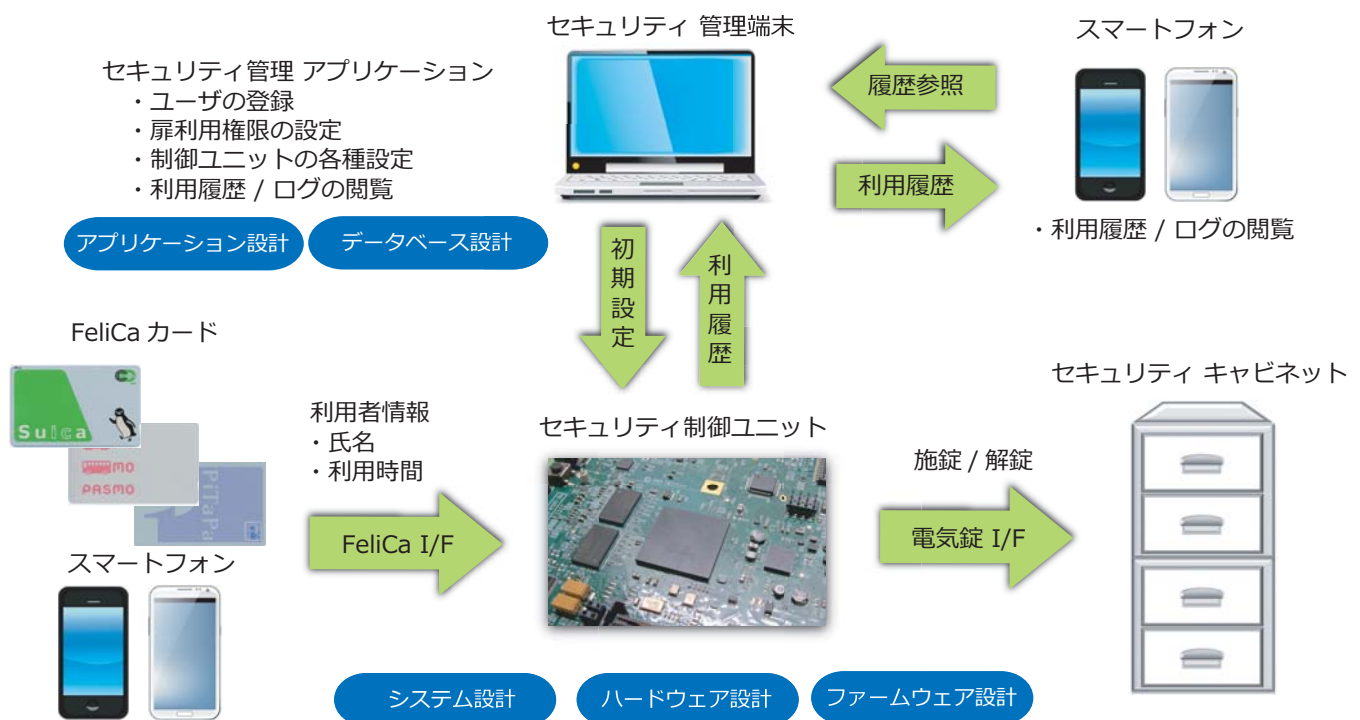 セキュリティ 管理端末
スマートフォン
セキュリティ管理 アプリケーション
・ユーザの登録
・扉利用権限の設定
・制御ユニットの各種設定
・利用履歴 / ログの閲覧
履歴参照
利用履歴
アプリケーション設計
データベース設計
・利用履歴 / ログの閲覧
初期設定
利用履歴
FeliCa カード
Suica
MO
PASMO
PiTaPa
利用者情報
・氏名
・利用時間
FeliCa I/F
スマートフォン
セキュリティ制御ユニット
施錠 / 解錠
電気錠 I/F
セキュリティ キャビネット
システム設計
ハードウェア設計
ファームウェア設計